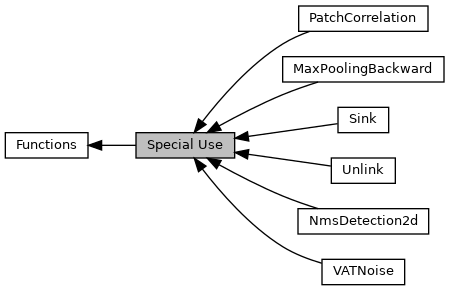 PatchCorrelation
MaxPoolingBackward
Sink
Functions
Special Use
Unlink
NmsDetection2d
VATNoise